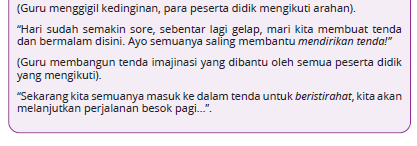 (Guru menggigil kedinginan, para peserta didik mengikuti arahan).
“Hari sudah semakin sore, sebentar lagi gelap, mari kita membuat tenda
dan bermalam disini. Ayo semuanya saling membantu mendirikan tenda!”
(Guru membangun tenda imajinasi yang dibantu oleh semua peserta didik
yang mengikuti).
“Sekarang kita semuanya masuk ke dalam tenda untuk beristirahat, kita akan
melanjutkan perjalanan besok pagi...”.